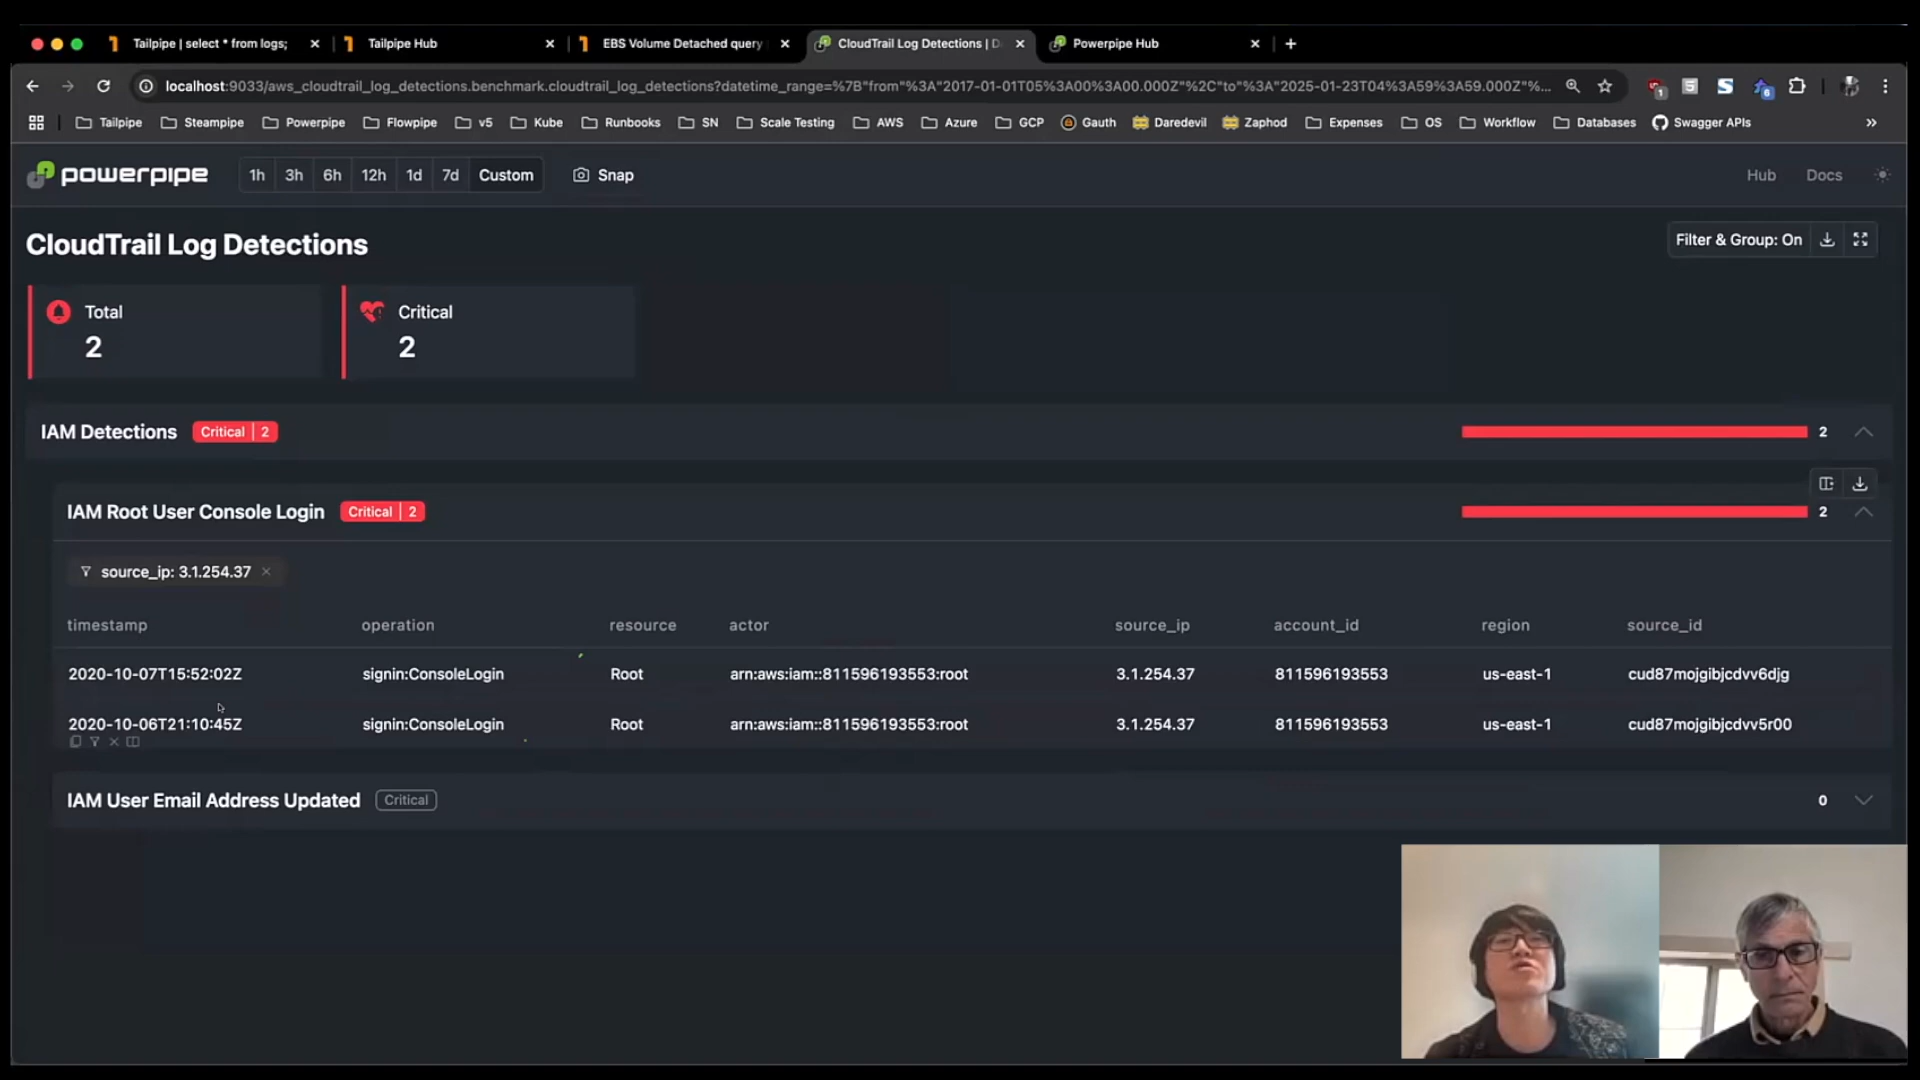 Tailpipe | select * from logs;
Tailpipe Hub
EBS Volume Detached query
CloudTrail Log Detections | D
Powerpipe Hub
localhost:9033/aws_cloudtrail_log_detections.benchmark.cloudtrail_log_detections?datetime_range=%7B"from"%3A"2017-01-01T05%3A00%3A00.000Z"%2C"to"%3A"2025-01-23T04%3A59%3A59.000Z"%...
1
6
Tailpipe Steampipe Powerpipe Flowpipe v5 Kube Runbooks SN Scale Testing AWS Azure GCP Gauth Daredevil Zaphod Expenses OS Workflow Databases Swagger APIs »
powerpipe 1h 3h 6h 12h 1d 7d Custom Snap Hub Docs
CloudTrail Log Detections
Filter & Group: On
Total
2
Critical
2
IAM Detections Critical | 2 2
IAM Root User Console Login Critical | 2 2
source_ip: 3.1.254.37 ×
timestamp operation resource actor source_ip account_id region source_id
2020-10-07T15:52:02Z signin:ConsoleLogin Root arn:aws:iam::811596193553:root 3.1.254.37 811596193553 us-east-1 cud87mojgibjcdvv6djg
2020-10-06T21:10:45Z signin:ConsoleLogin Root arn:aws:iam::811596193553:root 3.1.254.37 811596193553 us-east-1 cud87mojgibjcdvv5r00
IAM User Email Address Updated Critical 0